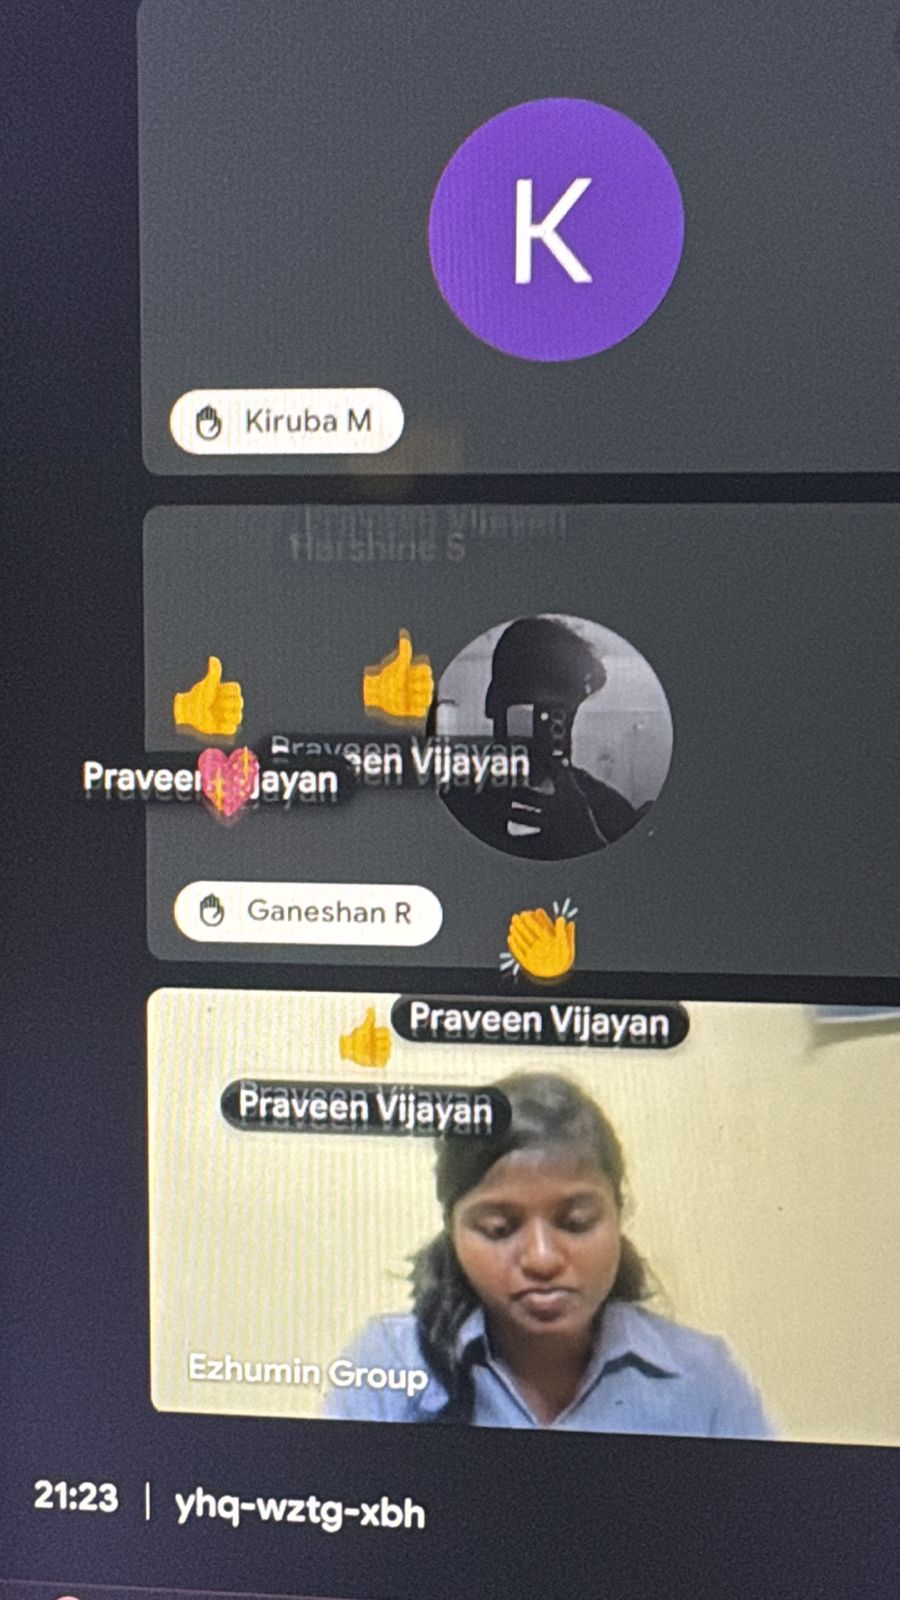 K
Kiruba M
Praveen Vijayan
Harshine S
Praveen Vijayan
Praveen Vijayan
Ganeshan R
Praveen Vijayan
Praveen Vijayan
Ezhumin Group
21:23 | yhq-wztg-xbh